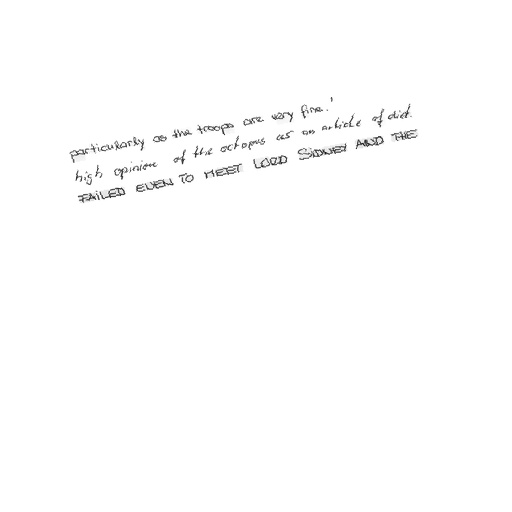 particularly as the troops are very fine.'
high opinion of the octopus as an article of diet.
FAILED EVEN TO MEET LORD SIDNEY AND THE